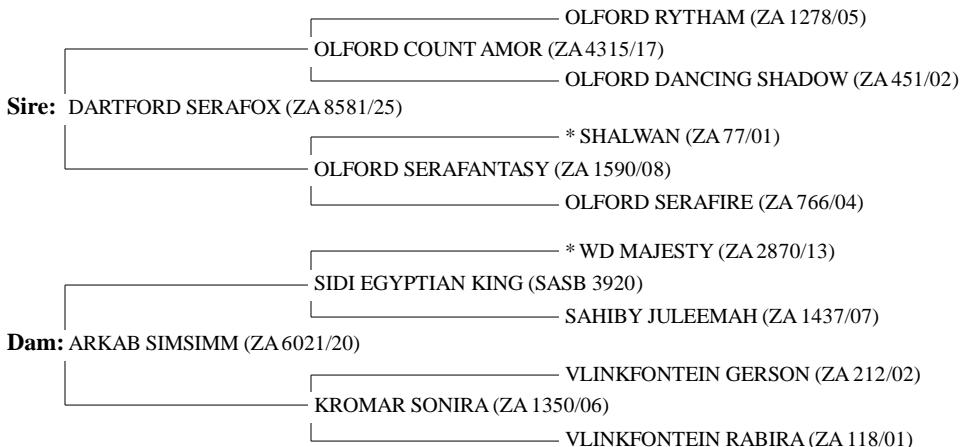 OLFORD RYTHAM (ZA 1278/05)
OLFORD COUNT AMOR (ZA 4315/17)
OLFORD DANCING SHADOW (ZA 451/02)
Sire: DARTFORD SERAFOX (ZA 8581/25)
* SHALWAN (ZA 77/01)
OLFORD SERAFANTASY (ZA 1590/08)
OLFORD SERAFIRE (ZA 766/04)
* WD MAJESTY (ZA 2870/13)
SIDI EGYPTIAN KING (SASB 3920)
SAHIBY JULEEMAH (ZA 1437/07)
Dam: ARKAB SIMSIMM (ZA 6021/20)
VLINKFONTEIN GERSON (ZA 212/02)
KROMAR SONIRA (ZA 1350/06)
VLINKFONTEIN RABIRA (ZA 118/01)